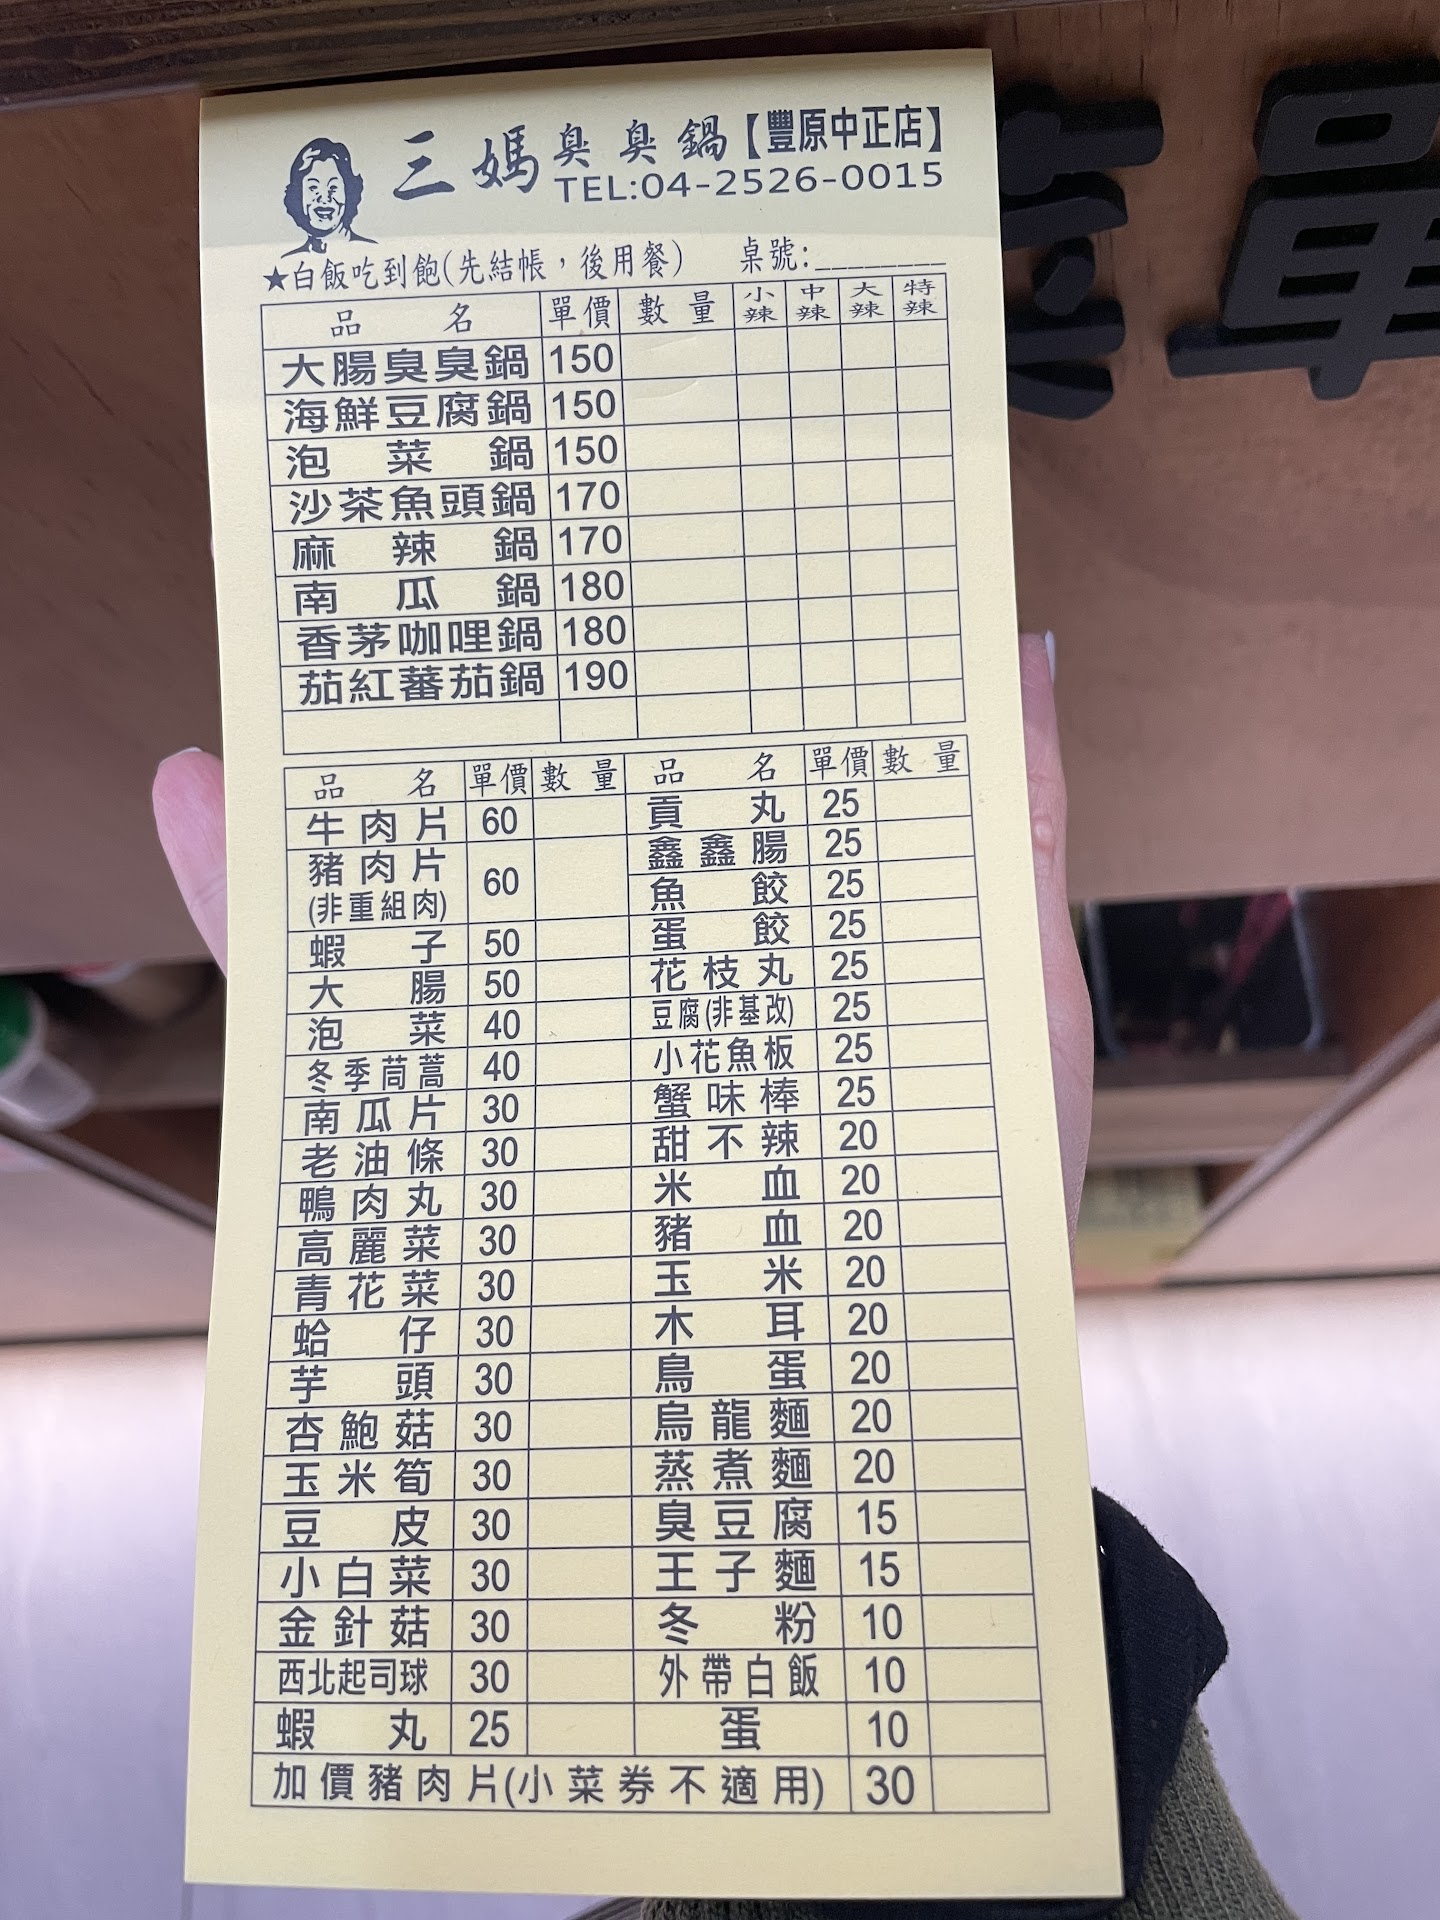 三媽臭臭鍋【豐原中正店】
TEL:04-2526-0015
★白飯吃到飽(先結帳,後用餐) 桌號:________
品名 單價 數量 小辣 中辣 大辣 特辣
大腸臭臭鍋 150
海鮮豆腐鍋 150
泡菜鍋 150
沙茶魚頭鍋 170
麻辣鍋 170
南瓜鍋 180
香茅咖哩鍋 180
茄紅蕃茄鍋 190
品名 單價 數量 品名 單價 數量
牛肉片 60 貢丸 25
豬肉片(非重組肉) 60 鑫鑫腸 25
魚餃 25
蝦子 50 蛋餃 25
大腸 50 花枝丸 25
泡菜 40 豆腐(非基改) 25
冬季茼蒿 40 小花魚板 25
南瓜片 30 蟹味棒 25
老油條 30 甜不辣 20
鴨肉丸 30 米血 20
高麗菜 30 豬血 20
青花菜 30 玉米 20
蛤仔 30 木耳 20
芋頭 30 鳥蛋 20
杏鮑菇 30 烏龍麵 20
玉米筍 30 蒸煮麵 20
豆皮 30 臭豆腐 15
小白菜 30 王子麵 15
金針菇 30 冬粉 10
西北起司球 30 外帶白飯 10
蝦丸 25 蛋 10
加價豬肉片(小菜券不適用) 30